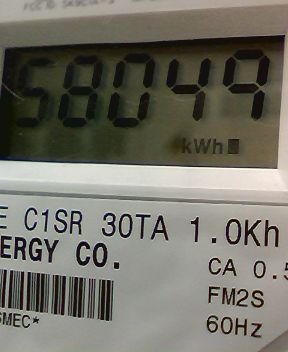 58049
kWh
E C1SR 30TA 1.0Kh
ERGY CO.
CA 0.5
FM2S
60Hz
SMEC*